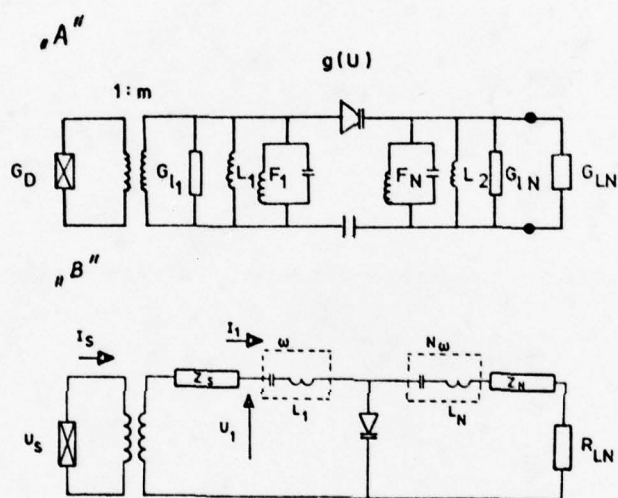 „A"
g(U)
1:m
G_D G_l1 L_1 F_1 F_N L_2 G_lN G_LN
„B"
I_S I_1 ω Nω
Z_S L_1 L_N Z_N
U_S U_1 R_LN